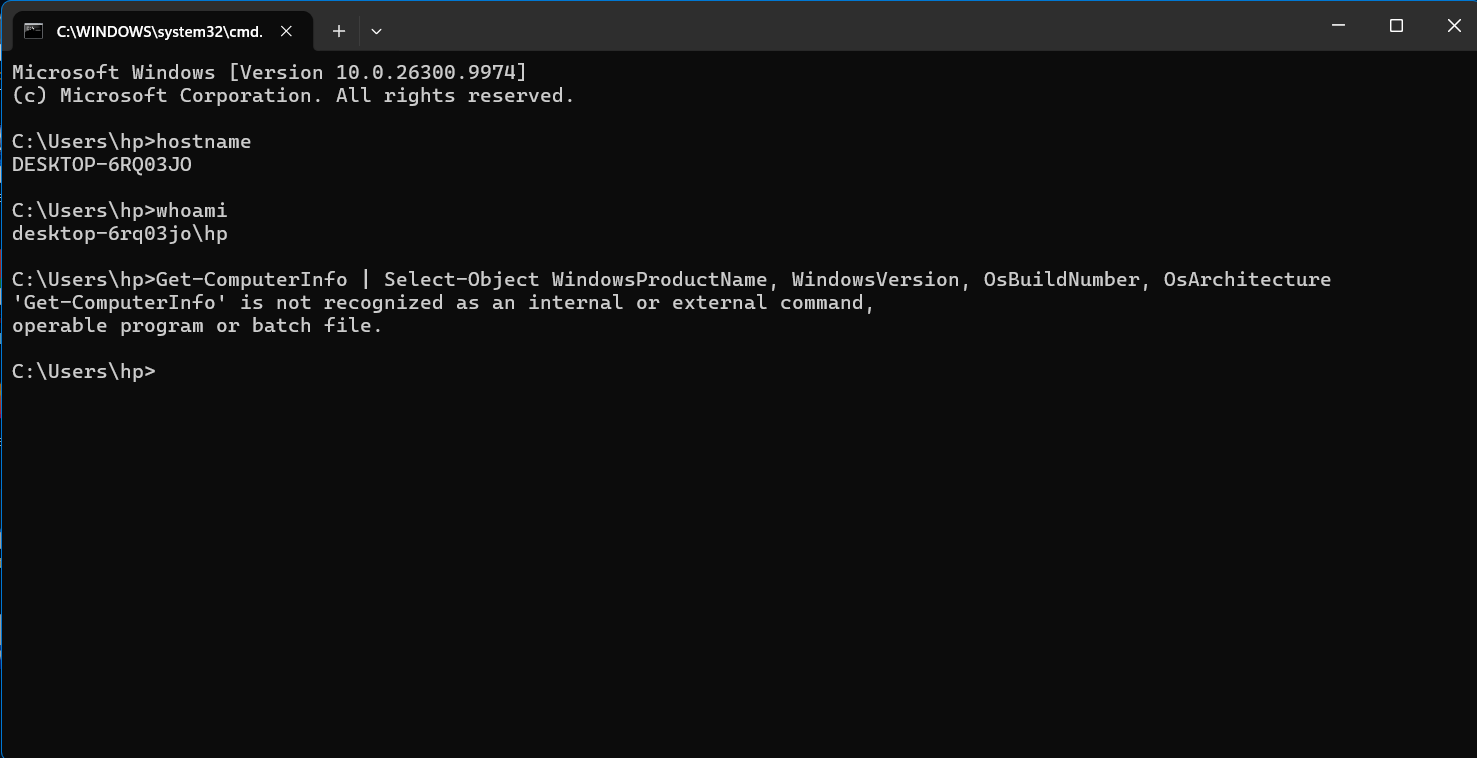 C:\WINDOWS\system32\cmd.
Microsoft Windows [Version 10.0.26300.9974]
(c) Microsoft Corporation. All rights reserved.
C:\Users\hp>hostname
DESKTOP-6RQ03JO
C:\Users\hp>whoami
desktop-6rq03jo\hp
C:\Users\hp>Get-ComputerInfo | Select-Object WindowsProductName, WindowsVersion, OsBuildNumber, OsArchitecture
'Get-ComputerInfo' is not recognized as an internal or external command,
operable program or batch file.
C:\Users\hp>